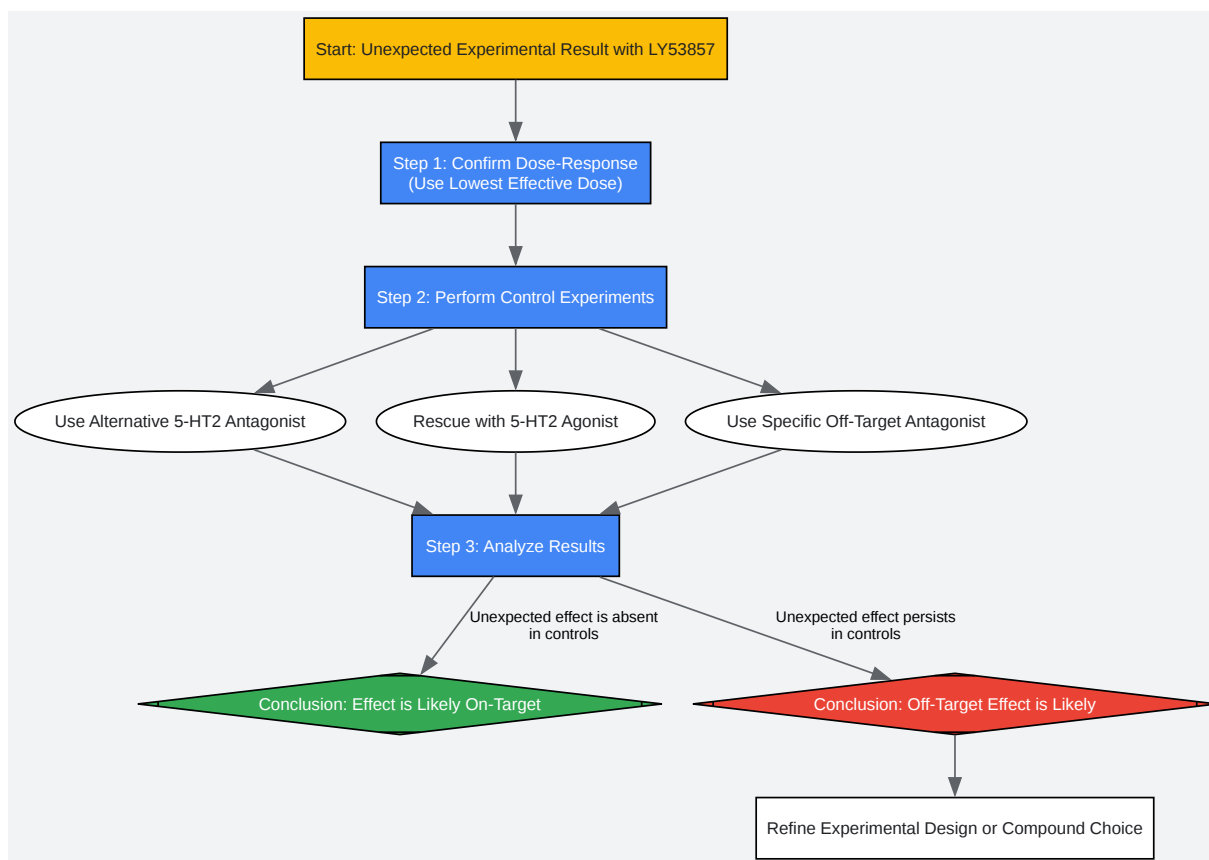 Start: Unexpected Experimental Result with LY53857
Step 1: Confirm Dose-Response
(Use Lowest Effective Dose)
Step 2: Perform Control Experiments
Use Alternative 5-HT2 Antagonist
Rescue with 5-HT2 Agonist
Use Specific Off-Target Antagonist
Step 3: Analyze Results
Unexpected effect is absent
in controls
Unexpected effect persists
in controls
Conclusion: Effect is Likely On-Target
Conclusion: Off-Target Effect is Likely
Refine Experimental Design or Compound Choice